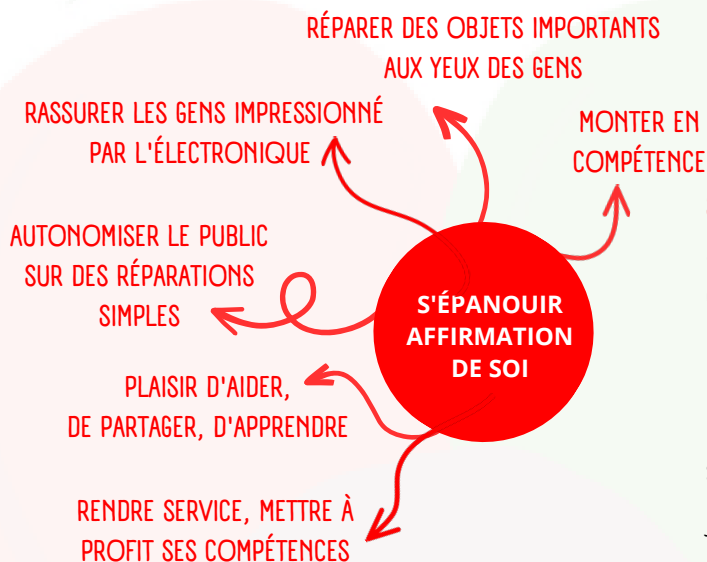 RÉPARER DES OBJETS IMPORTANTS
AUX YEUX DES GENS
RASSURER LES GENS IMPRESSIONNÉ
PAR L'ÉLECTRONIQUE
MONTER EN
COMPÉTENCE
AUTONOMISER LE PUBLIC
SUR DES RÉPARATIONS
SIMPLES
S'ÉPANOUIR
AFFIRMATION
DE SOI
PLAISIR D'AIDER,
DE PARTAGER, D'APPRENDRE
RENDRE SERVICE, METTRE À
PROFIT SES COMPÉTENCES